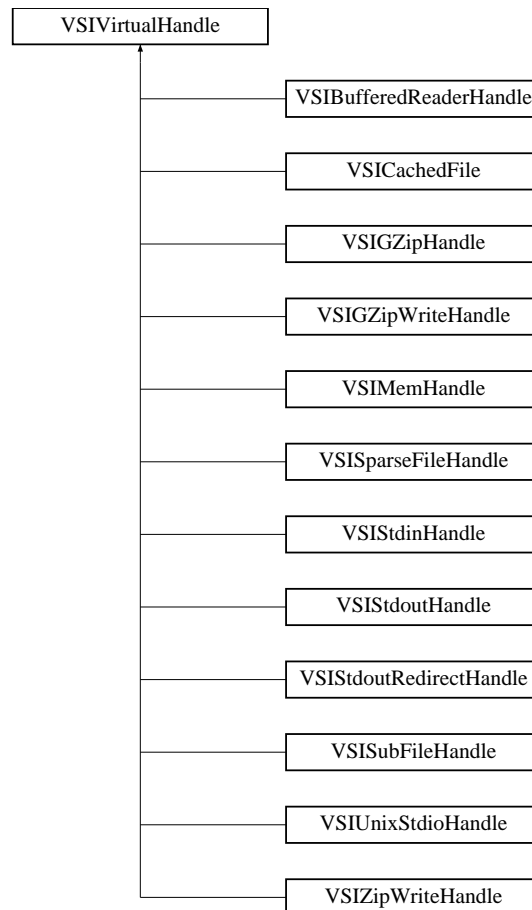 VSIVirtualHandle
VSIBufferedReaderHandle
VSICachedFile
VSIGZipHandle
VSIGZipWriteHandle
VSIMemHandle
VSISparseFileHandle
VSIStdinHandle
VSIStdoutHandle
VSIStdoutRedirectHandle
VSISubFileHandle
VSIUnixStdioHandle
VSIZipWriteHandle